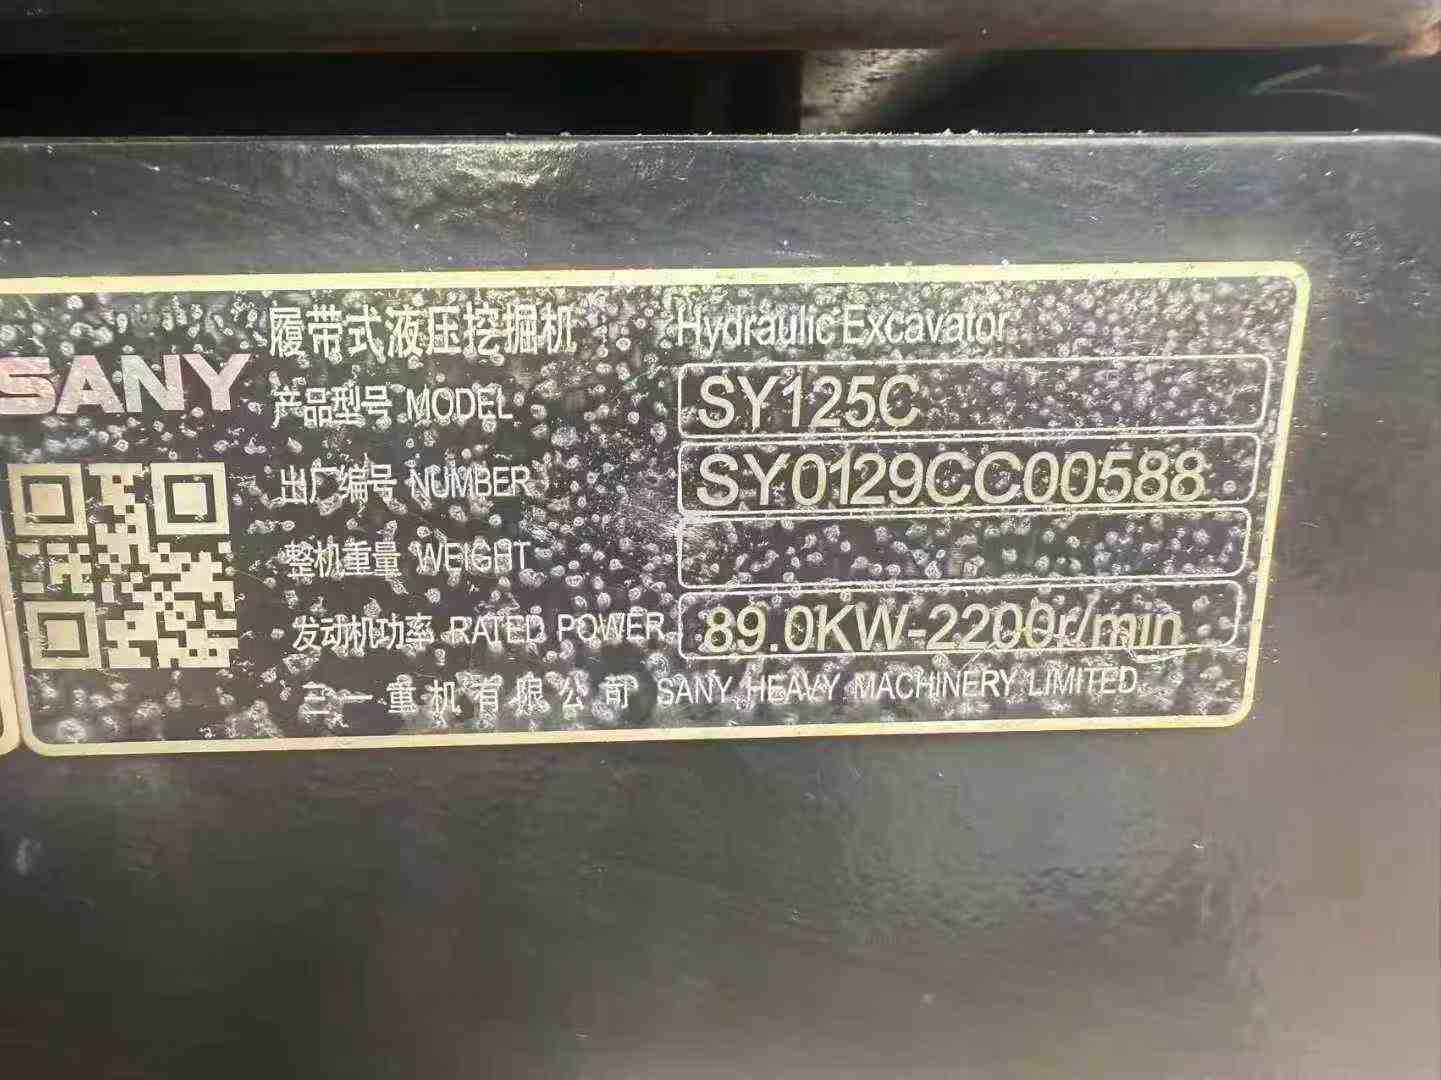 履带式液压挖掘机 Hydraulic Excavator
SANY
产品型号 MODEL SY125C
出厂编号 NUMBER SY0129CC00588
整机重量 WEIGHT
发动机功率 RATED POWER 89.0KW-2200r/min
三一重机有限公司 SANY HEAVY MACHINERY LIMITED